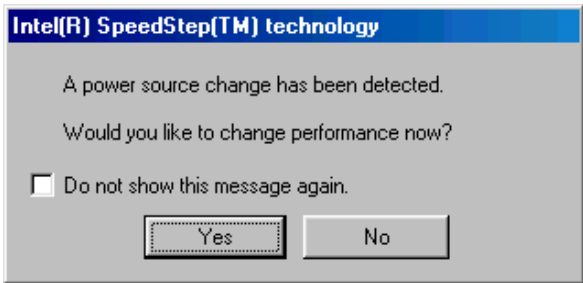 Intel(R) SpeedStep(TM) technology
A power source change has been detected.
Would you like to change performance now?
Do not show this message again.
Yes
No